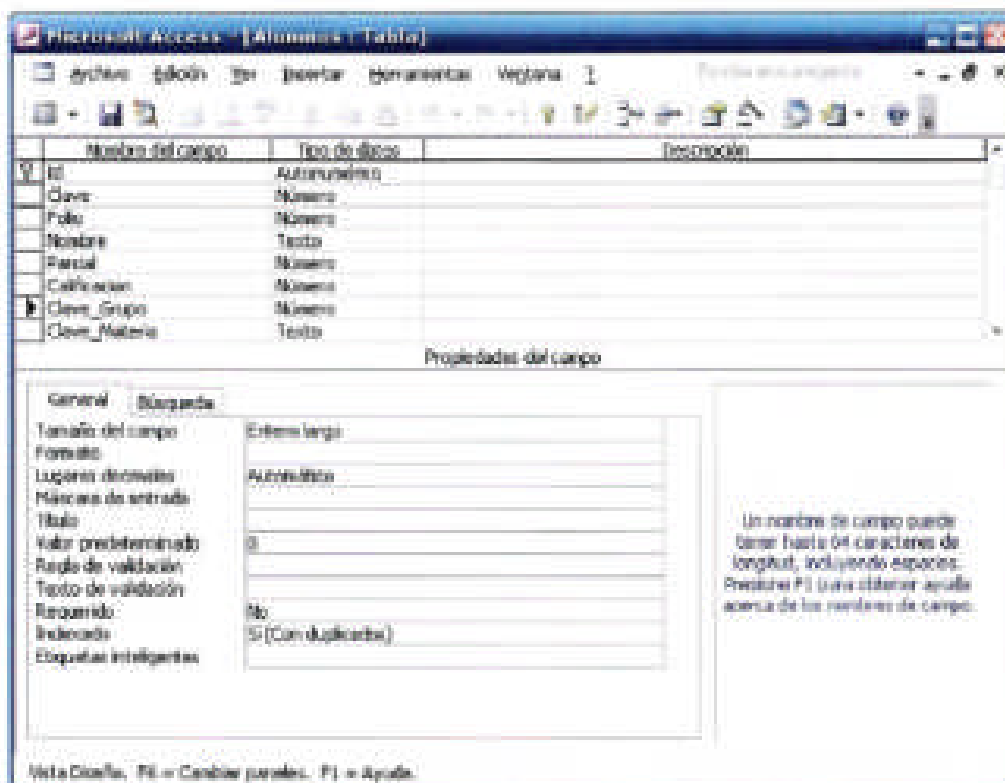 Microsoft Access - [Alumnos : Tabla]
Archivo Edición Ver Insertar Herramientas Ventana ?
Nombre del campo Tipo de datos Descripción
Id Autonumérico
Clave Número
Folio Número
Nombre Texto
Parcial Número
Calificacion Número
Clave_Grupo Número
Clave_Materia Texto
Propiedades del campo
General Búsqueda
Tamaño del campo Entero largo
Formato
Lugares decimales Automático
Máscara de entrada
Título
Valor predeterminado 0
Regla de validación
Texto de validación
Requerido No
Indexado Sí (Con duplicados)
Etiquetas inteligentes
Un nombre de campo puede
tener hasta 64 caracteres de
longitud, incluyendo espacios.
Presione F1 para obtener ayuda
acerca de los nombres de campo.
Vista Diseño. F6 = Cambiar paneles. F1 = Ayuda.